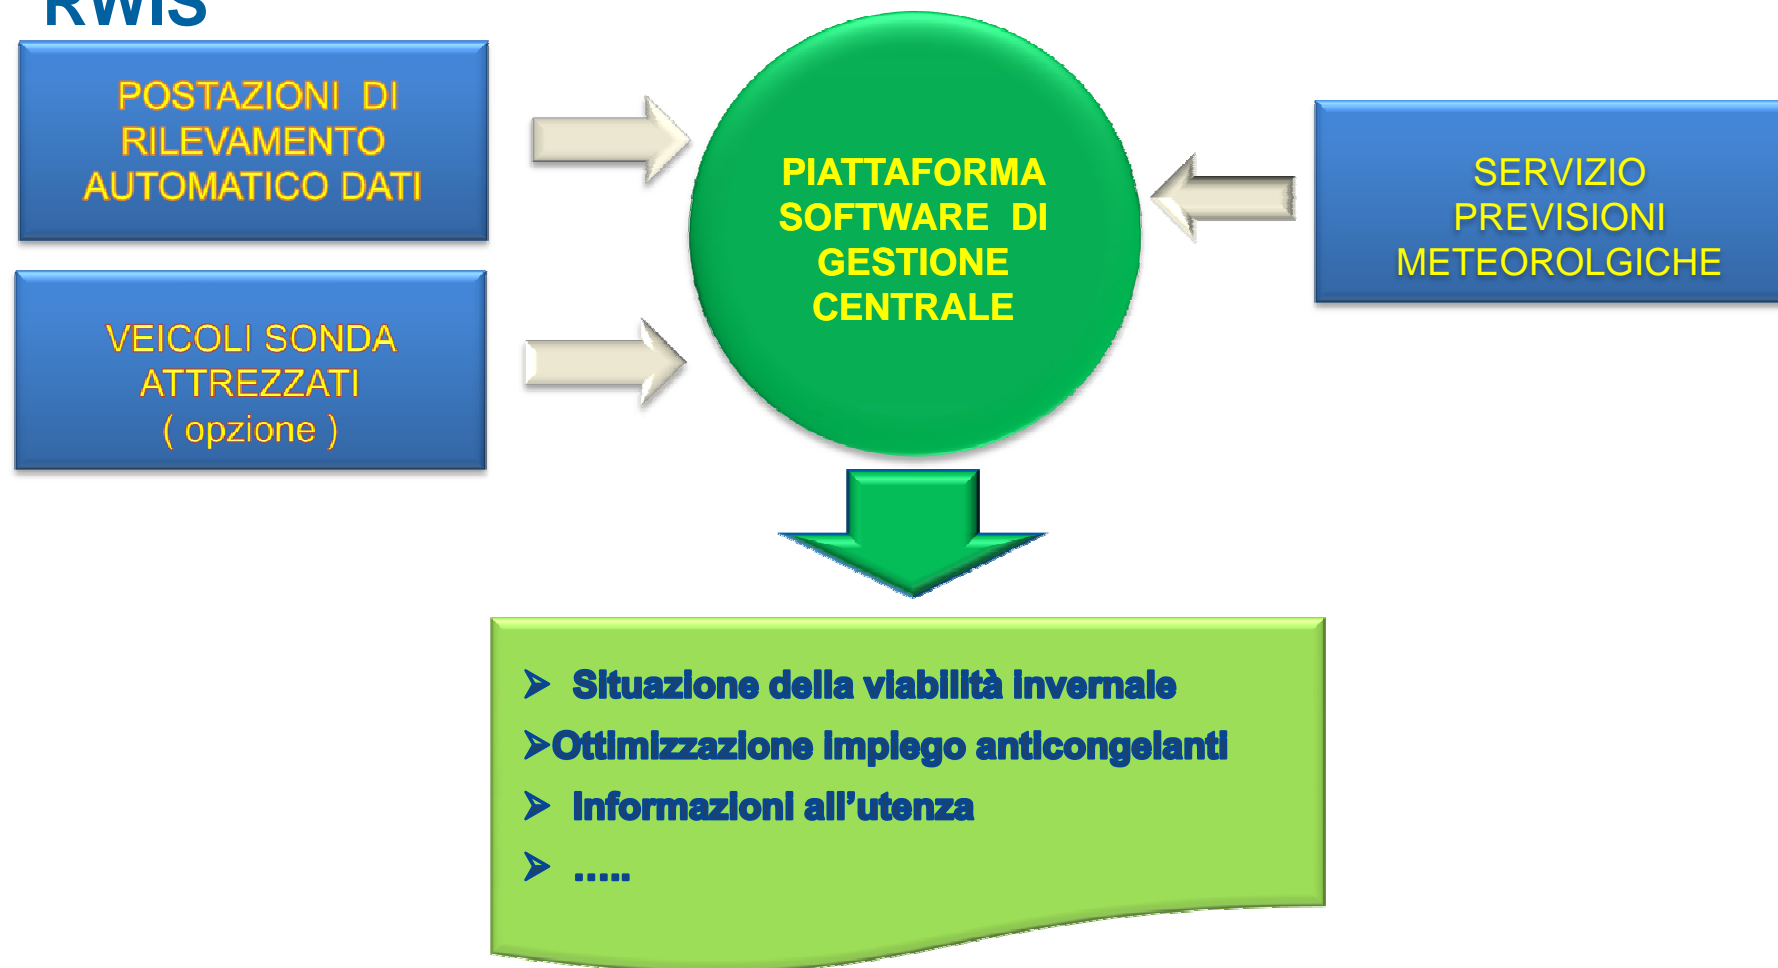 RWIS
POSTAZIONI DI
RILEVAMENTO
AUTOMATICO DATI
VEICOLI SONDA
ATTREZZATI
( opzione )
PIATTAFORMA
SOFTWARE DI
GESTIONE
CENTRALE
SERVIZIO
PREVISIONI
METEOROLGICHE
➢ Situazione della viabilità invernale
➢Ottimizzazione impiego anticongelanti
➢ Informazioni all’utenza
➢ …..